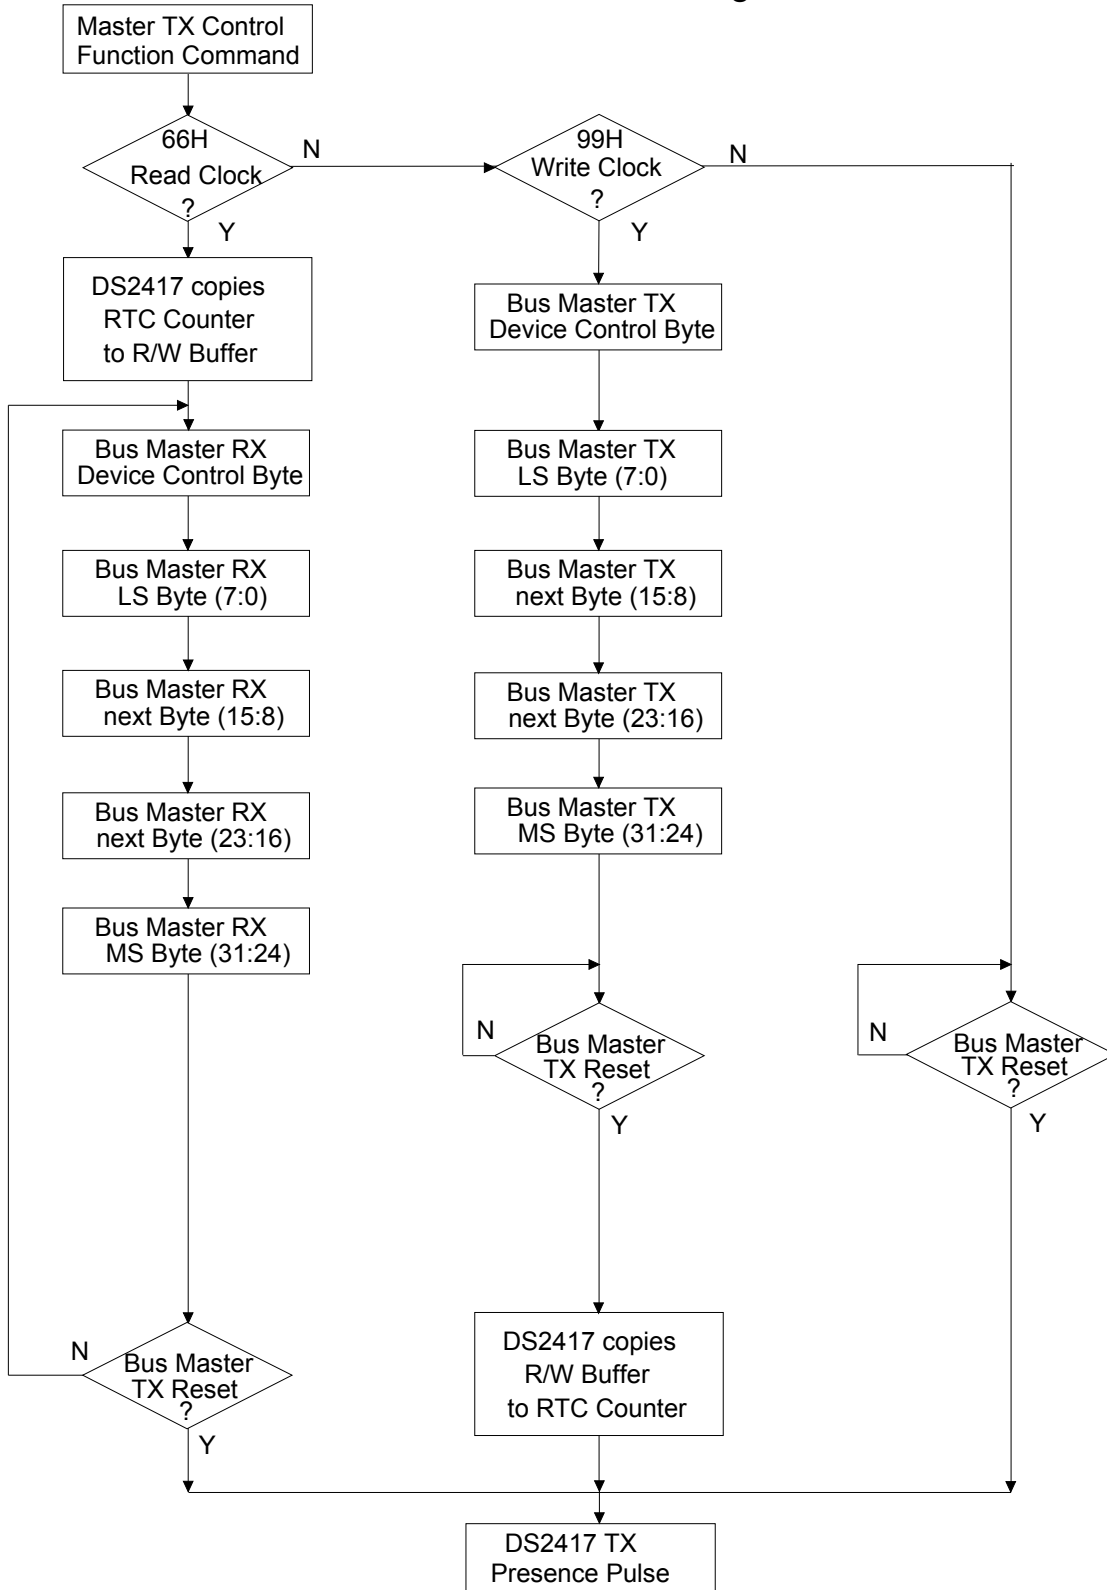 Master TX Control
Function Command
66H
Read Clock
?
N
Y
99H
Write Clock
?
N
Y
DS2417 copies
RTC Counter
to R/W Buffer
Bus Master RX
Device Control Byte
Bus Master RX
LS Byte (7:0)
Bus Master RX
next Byte (15:8)
Bus Master RX
next Byte (23:16)
Bus Master RX
MS Byte (31:24)
N
Bus Master
TX Reset
?
Y
Bus Master TX
Device Control Byte
Bus Master TX
LS Byte (7:0)
Bus Master TX
next Byte (15:8)
Bus Master TX
next Byte (23:16)
Bus Master TX
MS Byte (31:24)
N
Bus Master
TX Reset
?
Y
DS2417 copies
R/W Buffer
to RTC Counter
N
Bus Master
TX Reset
?
Y
DS2417 TX
Presence Pulse